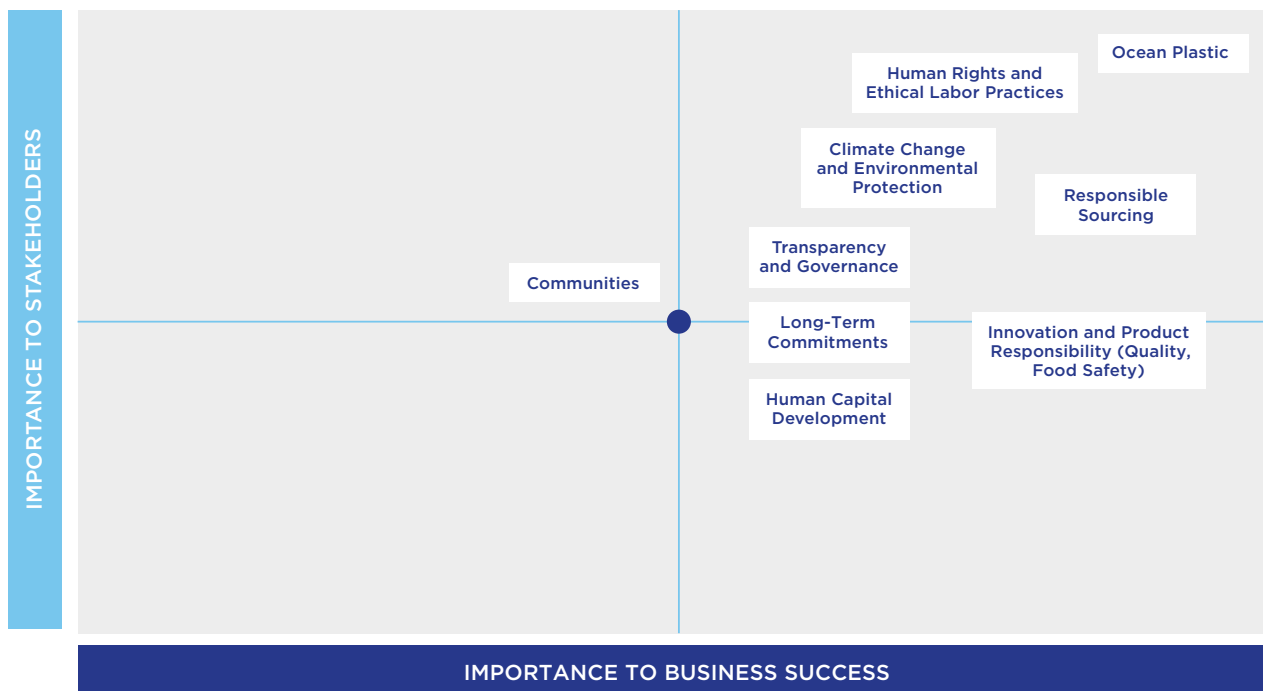 IMPORTANCE TO STAKEHOLDERS
Ocean Plastic
Human Rights and
Ethical Labor Practices
Climate Change
and Environmental
Protection
Responsible
Sourcing
Transparency
and Governance
Communities
Long-Term
Commitments
Innovation and Product
Responsibility (Quality,
Food Safety)
Human Capital
Development
IMPORTANCE TO BUSINESS SUCCESS